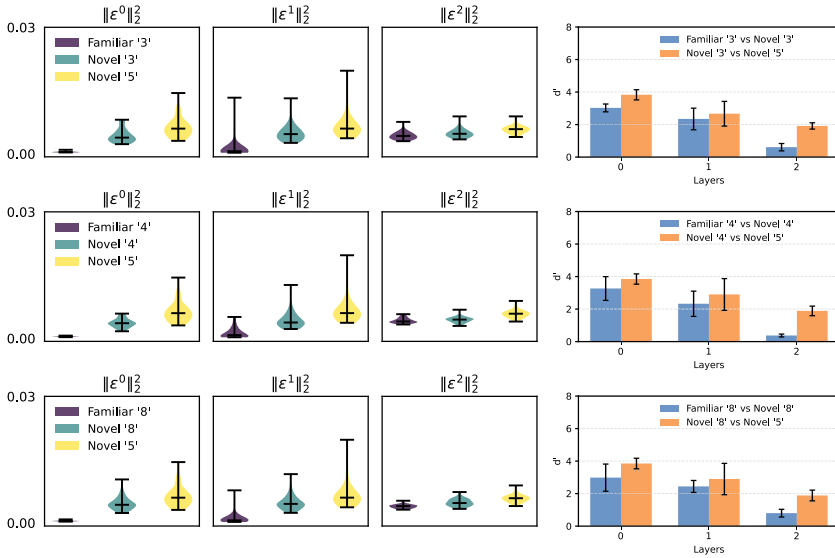 ‖ε⁰‖₂² ‖ε¹‖₂² ‖ε²‖₂²
0.03
Familiar '3'
Novel '3'
Novel '5'
0.00
8
6
4
2
0
d'
Familiar '3' vs Novel '3'
Novel '3' vs Novel '5'
0 1 2
Layers
‖ε⁰‖₂² ‖ε¹‖₂² ‖ε²‖₂²
0.03
Familiar '4'
Novel '4'
Novel '5'
0.00
8
6
4
2
0
d'
Familiar '4' vs Novel '4'
Novel '4' vs Novel '5'
0 1 2
Layers
‖ε⁰‖₂² ‖ε¹‖₂² ‖ε²‖₂²
0.03
Familiar '8'
Novel '8'
Novel '5'
0.00
8
6
4
2
0
d'
Familiar '8' vs Novel '8'
Novel '8' vs Novel '5'
0 1 2
Layers